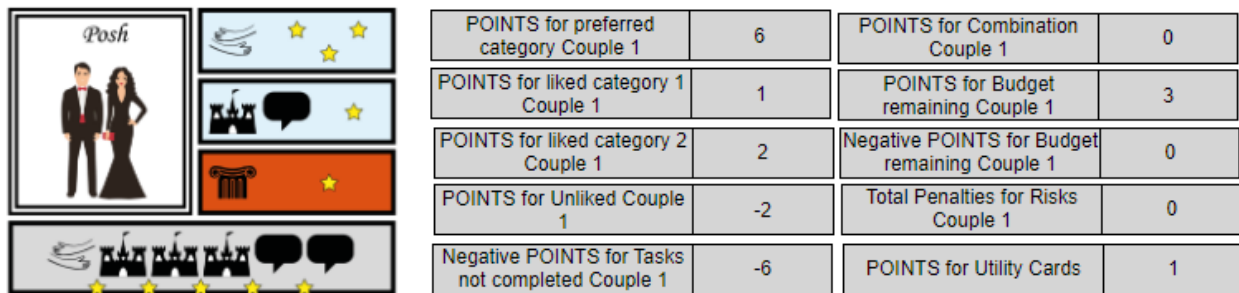 Posh
POINTS for preferred
category Couple 1
6
POINTS for Combination
Couple 1
0
POINTS for liked category 1
Couple 1
1
POINTS for Budget
remaining Couple 1
3
POINTS for liked category 2
Couple 1
2
Negative POINTS for Budget
remaining Couple 1
0
POINTS for Unliked Couple
1
-2
Total Penalties for Risks
Couple 1
0
Negative POINTS for Tasks
not completed Couple 1
-6
POINTS for Utility Cards
1